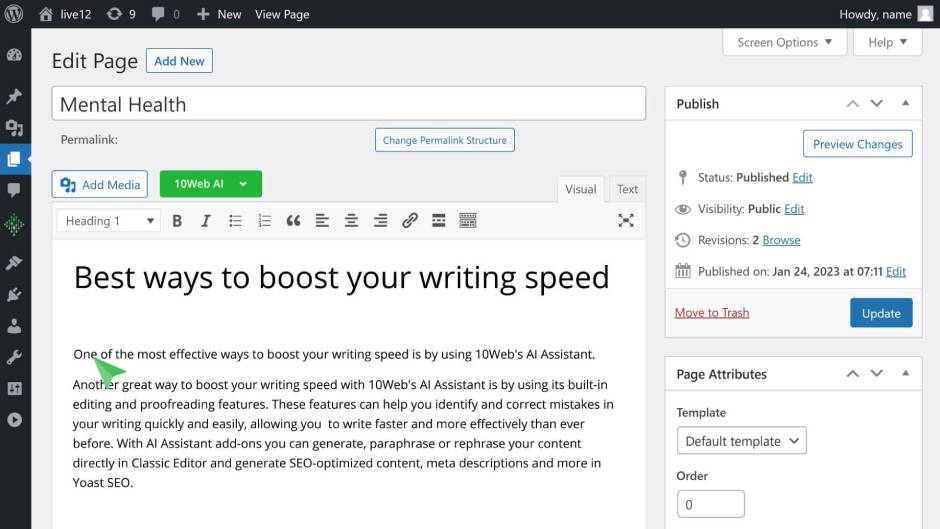 live12 9 0 + New View Page Howdy, name
Screen Options Help
Edit Page Add New
Mental Health
Permalink: Change Permalink Structure
Add Media 10Web AI Visual Text
Heading 1 B I
Best ways to boost your writing speed
One of the most effective ways to boost your writing speed is by using 10Web's AI Assistant.
Another great way to boost your writing speed with 10Web's AI Assistant is by using its built-in
editing and proofreading features. These features can help you identify and correct mistakes in
your writing quickly and easily, allowing you to write faster and more effectively than ever
before. With AI Assistant add-ons you can generate, paraphrase or rephrase your content
directly in Classic Editor and generate SEO-optimized content, meta descriptions and more in
Yoast SEO.
Publish
Preview Changes
Status: Published Edit
Visibility: Public Edit
Revisions: 2 Browse
Published on: Jan 24, 2023 at 07:11 Edit
Move to Trash Update
Page Attributes
Template
Default template
Order
0